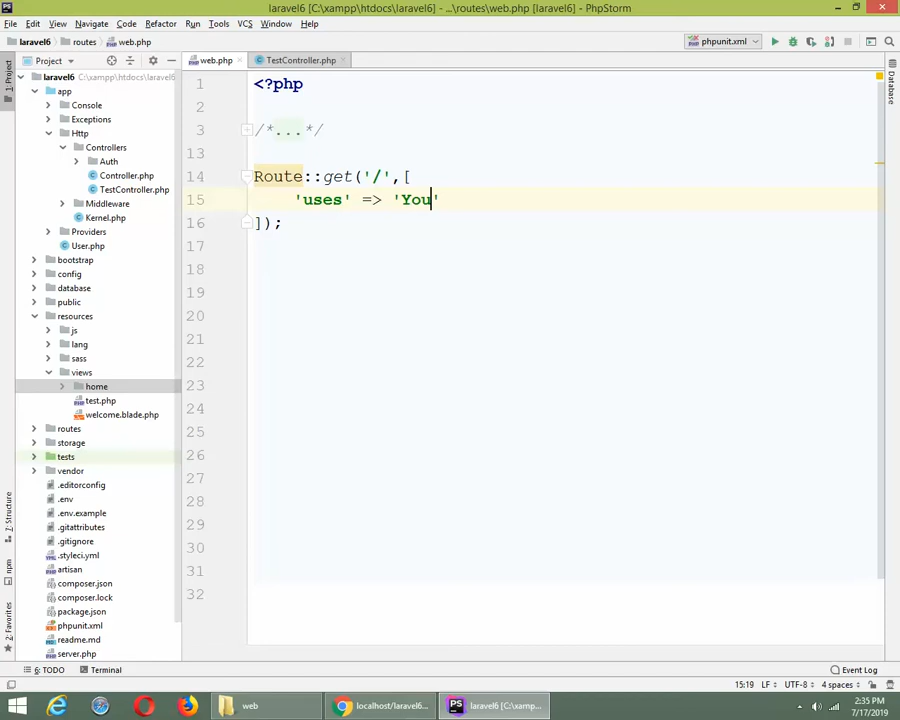 laravel6 [C:\xampp\htdocs\laravel6] - ...\routes\web.php [laravel6] - PhpStorm
File Edit View Navigate Code Refactor Run Tools VCS Window Help
laravel6 routes web.php phpunit.xml
1: Project
Project
web.php TestController.php
Database
laravel6 C:\xampp\htdocs\laravel6
app
Console
Exceptions
Http
Controllers
Auth
Controller.php
TestController.php
Middleware
Kernel.php
Providers
User.php
bootstrap
config
database
public
resources
js
lang
sass
views
home
test.php
welcome.blade.php
routes
storage
tests
vendor
.editorconfig
.env
.env.example
.gitattributes
.gitignore
.styleci.yml
artisan
composer.json
composer.lock
package.json
phpunit.xml
readme.md
server.php
7: Structure
npm
2: Favorites
1 <?php
2
3 /*...*/
13
14 Route::get('/',[
15 'uses' => 'You'
16 ]);
17
18
19
20
21
22
23
24
25
26
27
28
29
30
31
32
6: TODO Terminal Event Log
15:19 LF UTF-8 4 spaces
web localhost/laravel6... laravel6 [C:\xamp... 2:35 PM
7/17/2019